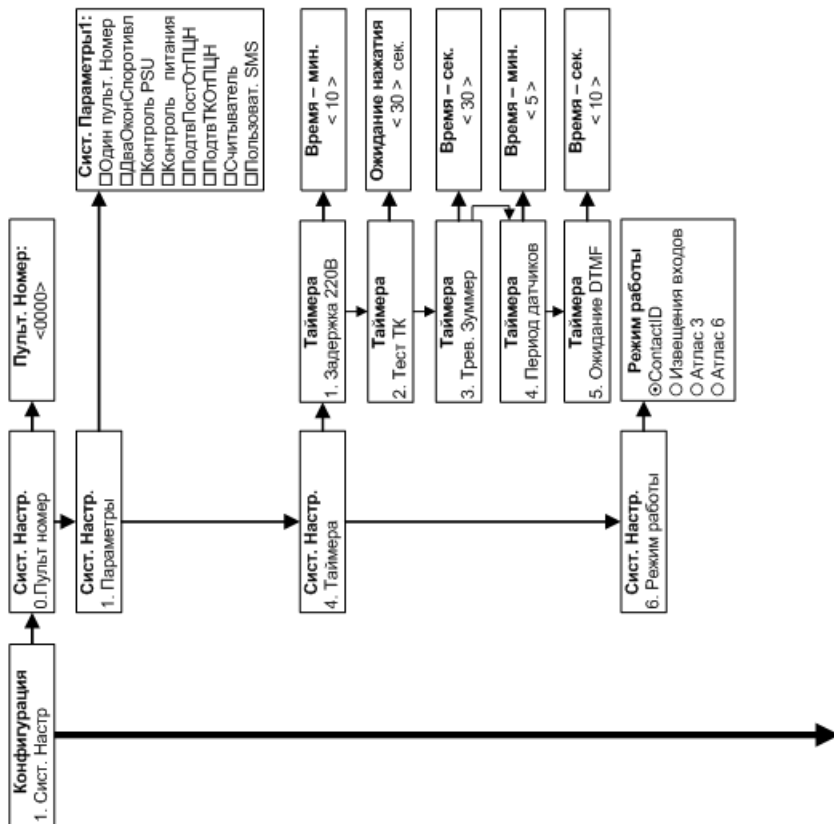 Конфигурация
1. Сист. Настр
Сист. Настр.
0.Пульт номер
Пульт. Номер:
<0000>
Сист. Настр.
1. Параметры
Сист. Параметры1:
☐Один пульт. Номер
☐ДваОконСпоротивл
☐Контроль PSU
☐Контроль питания
☐ПодтвПостОтПЦН
☐ПодтвТКОтПЦН
☐Считыватель
☐Пользоват. SMS
Сист. Настр.
4. Таймера
Таймера
1. Задержка 220В
Время – мин.
< 10 >
Таймера
2. Тест ТК
Ожидание нажатия
< 30 > сек.
Таймера
3. Трев. Зуммер
Время – сек.
< 30 >
Таймера
4. Период датчиков
Время – мин.
< 5 >
Таймера
5. Ожидание DTMF
Время – сек.
< 10 >
Сист. Настр.
6. Режим работы
Режим работы
⊙ContactID
○ Извещения входов
○ Атлас 3
○ Атлас 6